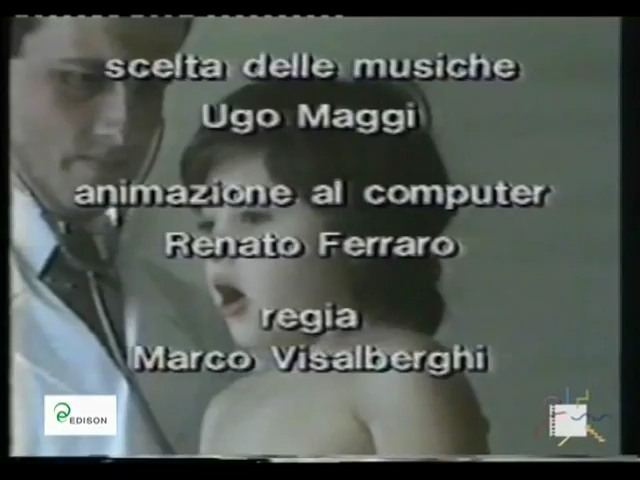 scelta delle musiche
Ugo Maggi
animazione al computer
Renato Ferraro
regia
Marco Visalberghi
EDISON